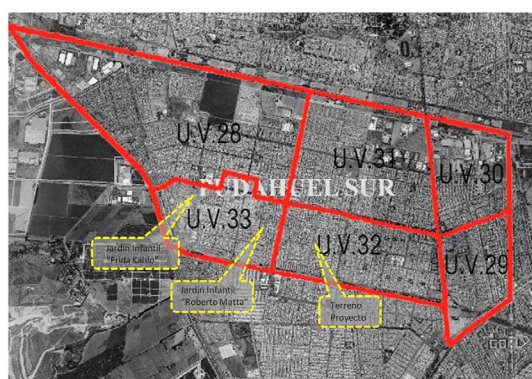 U.V.28
U.V.31
U.V.30
PUDAHUEL SUR
U.V.33
U.V.32
U.V.29
Jardín Infantil
"Frida Kahlo"
Jardín Infantil
"Roberto Matta"
Terreno
Proyecto